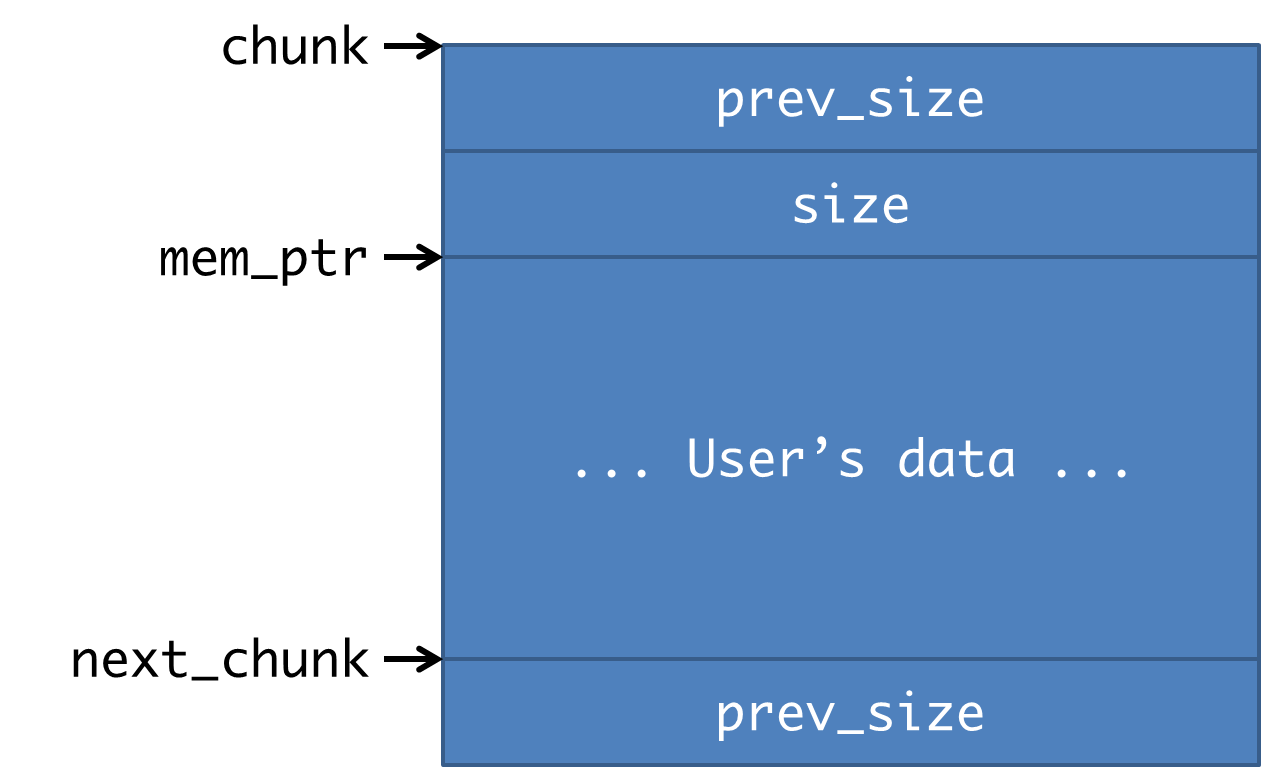 chunk
prev_size
size
mem_ptr
... User’s data ...
next_chunk
prev_size